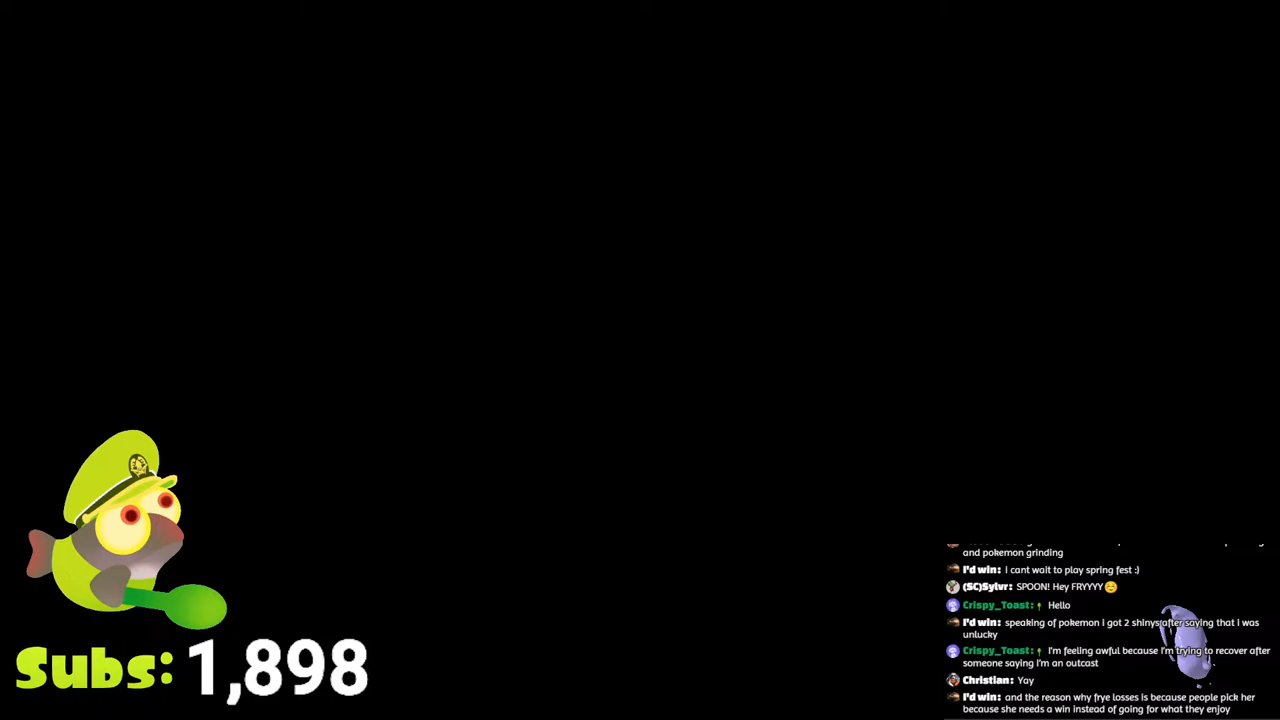 and pokemon grinding
I'd win: i cant wait to play spring fest :)
(SC)Sylvr: SPOON! Hey FRYYYY😊
Crispy_Toast: Hello
I'd win: speaking of pokemon i got 2 shinys after saying that i was
unlucky
Crispy_Toast: I'm feeling awful because I'm trying to recover after
someone saying I'm an outcast
Christian: Yay
I'd win: and the reason why frye losses is because people pick her
because she needs a win instead of going for what they enjoy
Subs: 1,898